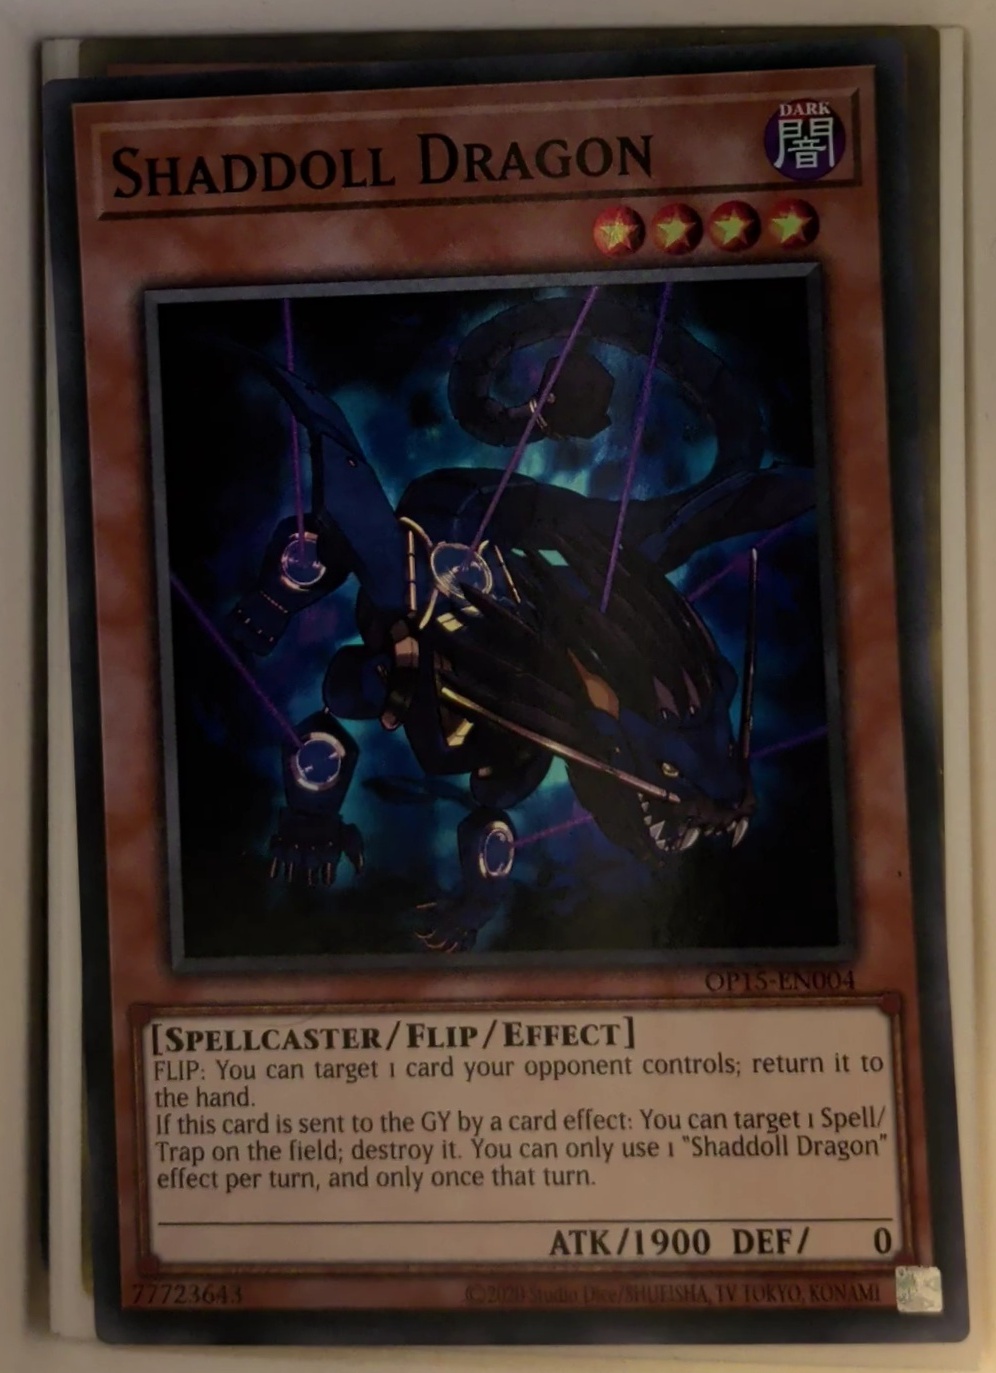 SHADDOLL DRAGON
DARK
闇
OP15-EN004
[SPELLCASTER/FLIP/EFFECT]
FLIP: You can target 1 card your opponent controls; return it to
the hand.
If this card is sent to the GY by a card effect: You can target 1 Spell/
Trap on the field; destroy it. You can only use 1 "Shaddoll Dragon"
effect per turn, and only once that turn.
ATK/1900 DEF/ 0
77723643
©2020 Studio Dice/SHUEISHA, TV TOKYO, KONAMI